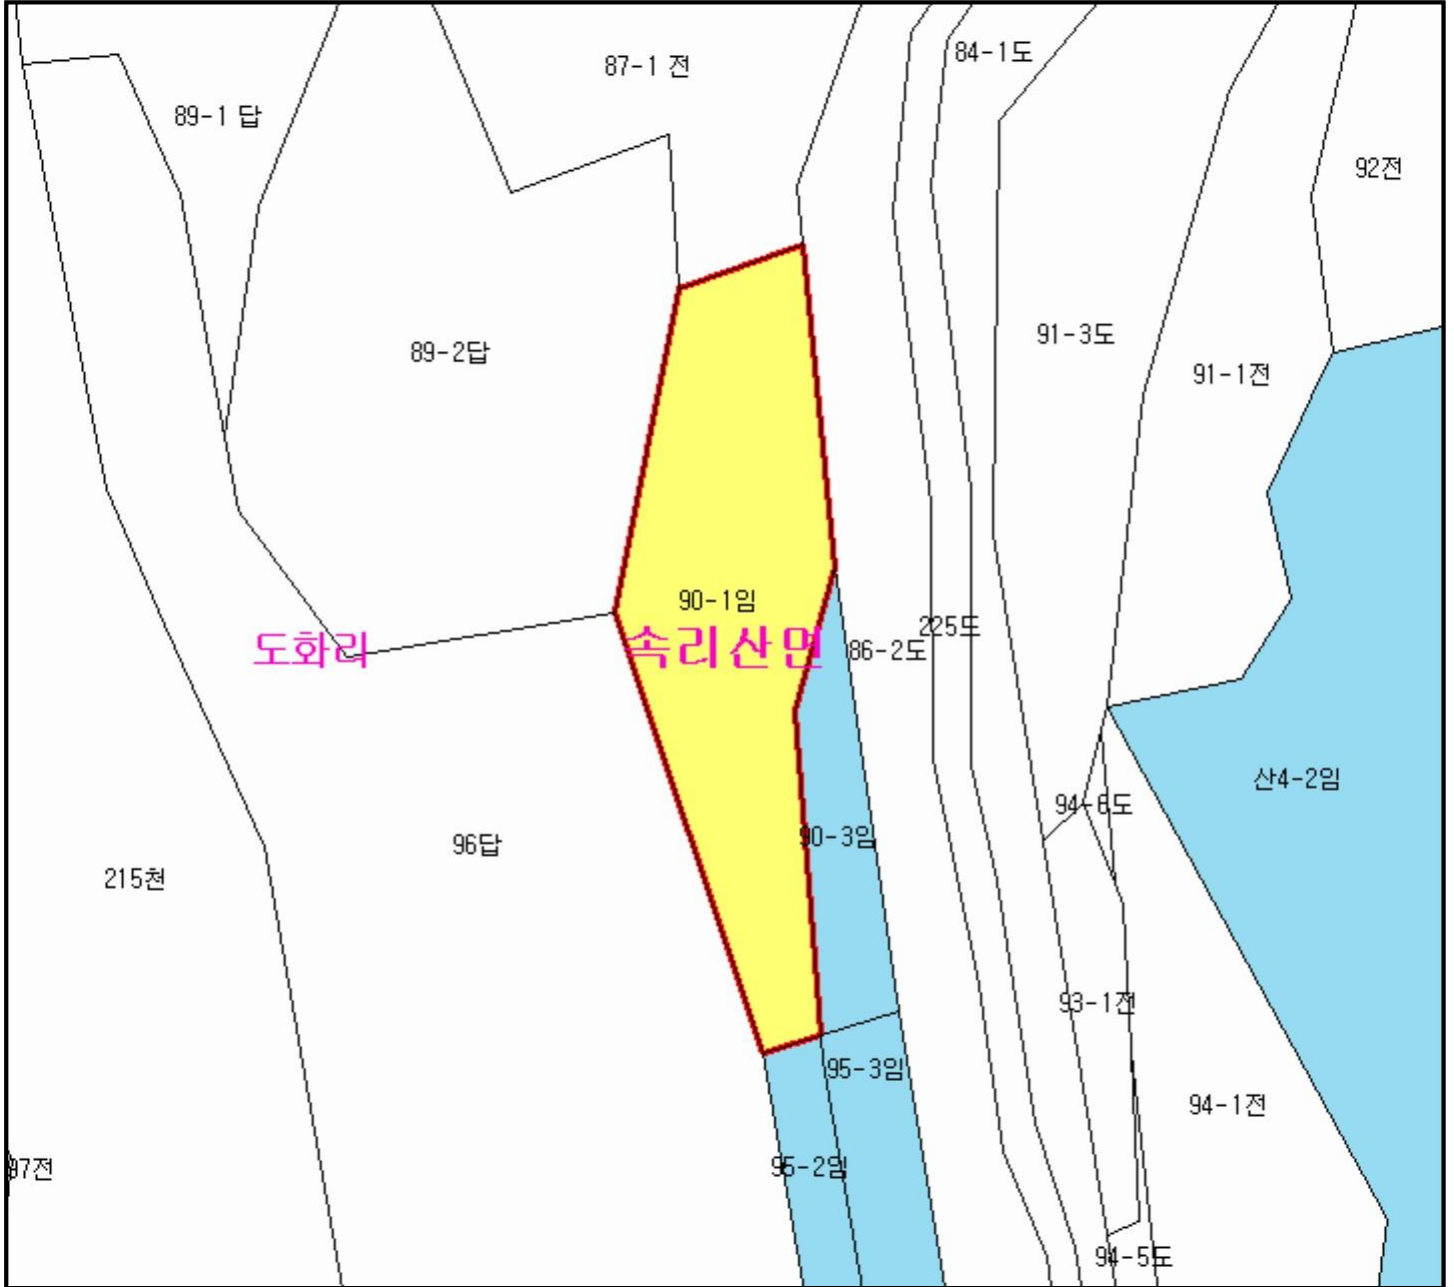 84-1도
87-1 전
89-1 답
92전
91-3도
89-2답
91-1전
90-1임
225도
도화리
속리산면
86-2도
산4-2임
94-6도
90-3임
96답
215천
93-1전
95-3임
94-1전
95-2임
97전
94-5도